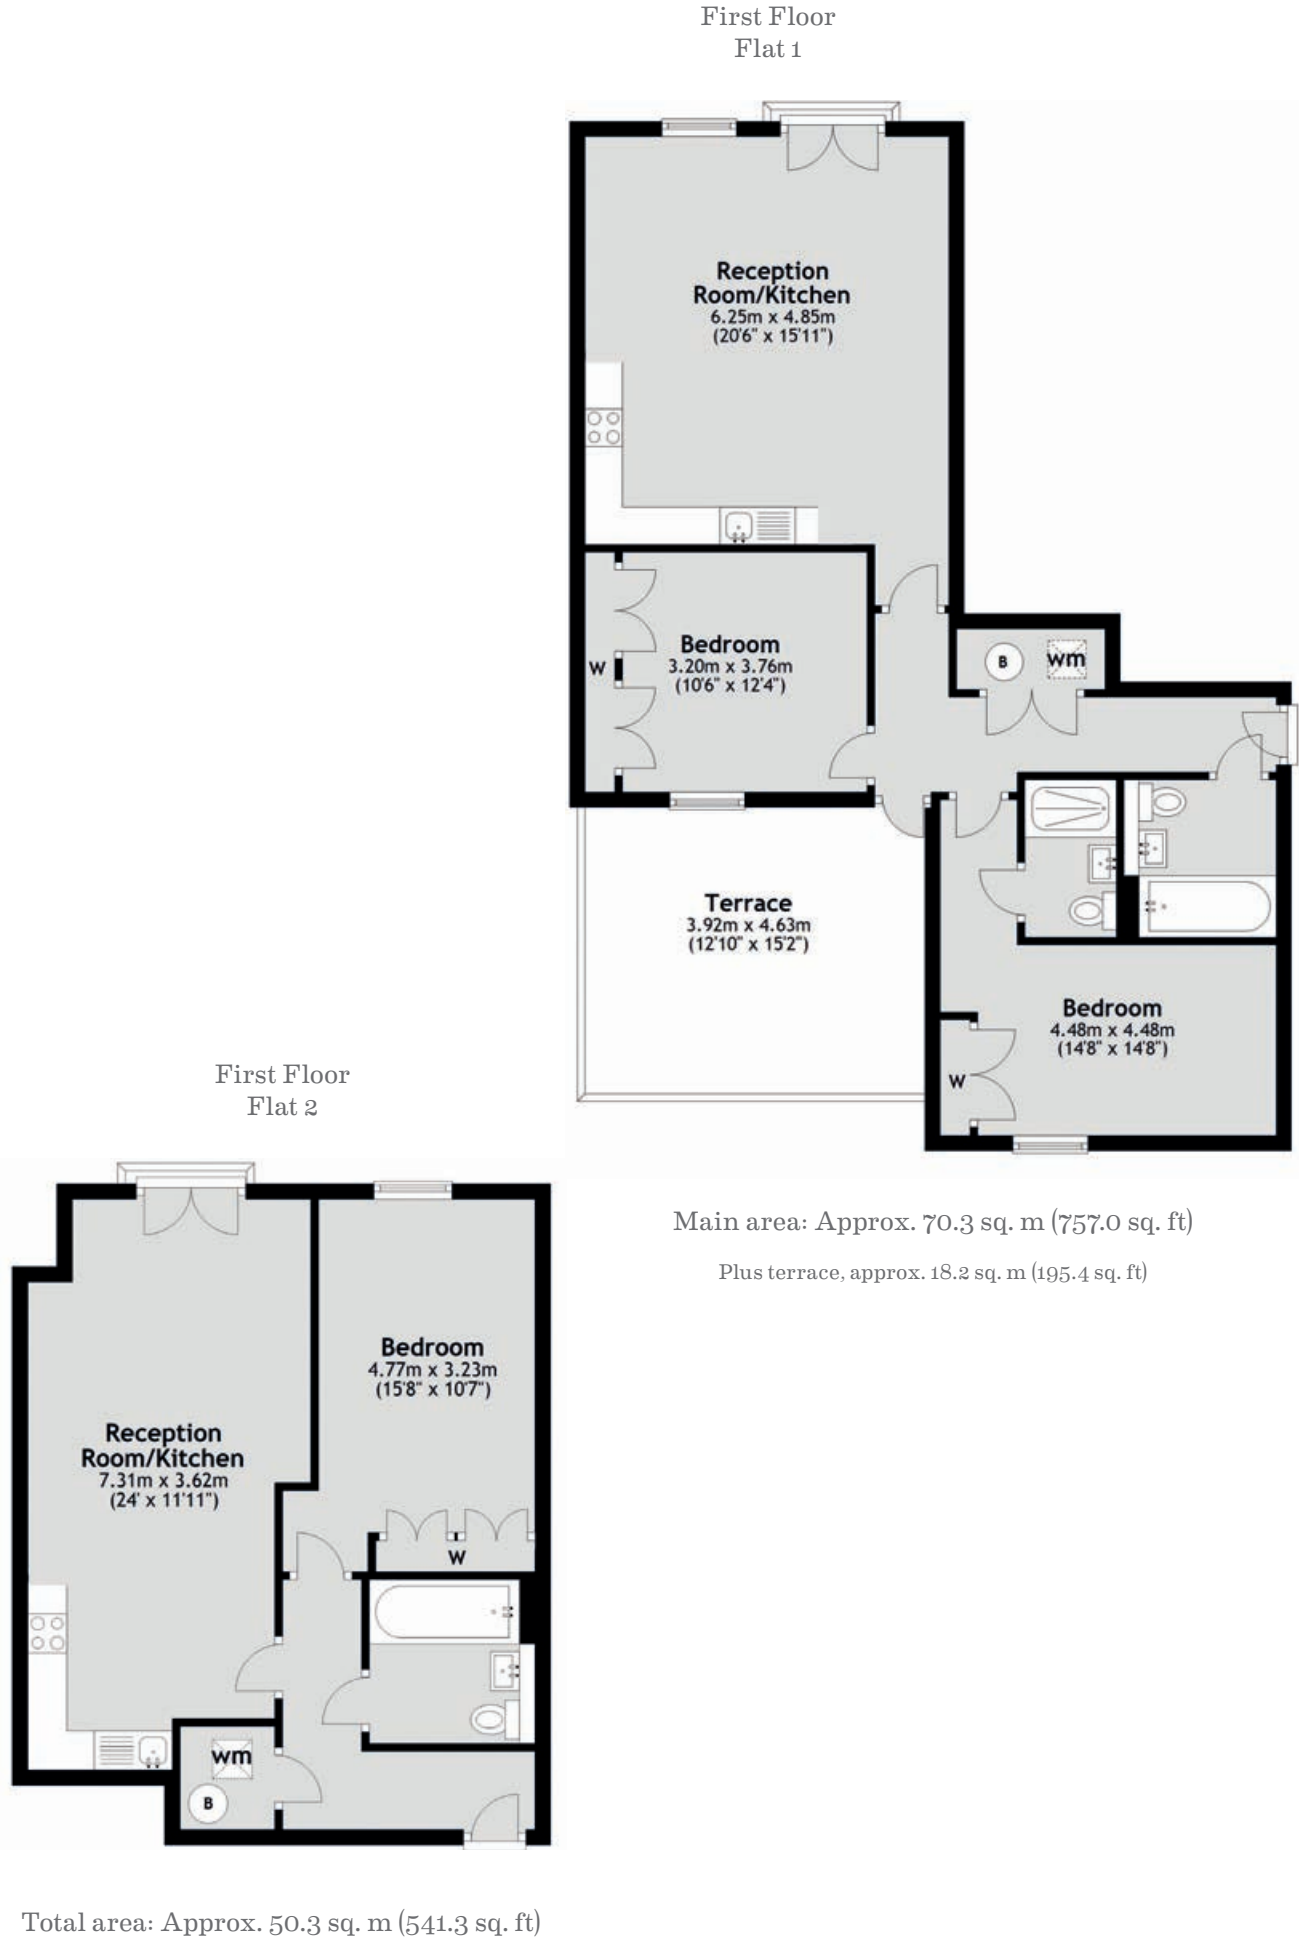 First Floor
Flat 1
Reception
Room/Kitchen
6.25m x 4.85m
(20'6" x 15'11")
Bedroom
3.20m x 3.76m
(10'6" x 12'4")
W
B
wm
Terrace
3.92m x 4.63m
(12'10" x 15'2")
Bedroom
4.48m x 4.48m
(14'8" x 14'8")
W
Main area: Approx. 70.3 sq. m (757.0 sq. ft)
Plus terrace, approx. 18.2 sq. m (195.4 sq. ft)
First Floor
Flat 2
Bedroom
4.77m x 3.23m
(15'8" x 10'7")
Reception
Room/Kitchen
7.31m x 3.62m
(24' x 11'11")
W
wm
B
Total area: Approx. 50.3 sq. m (541.3 sq. ft)